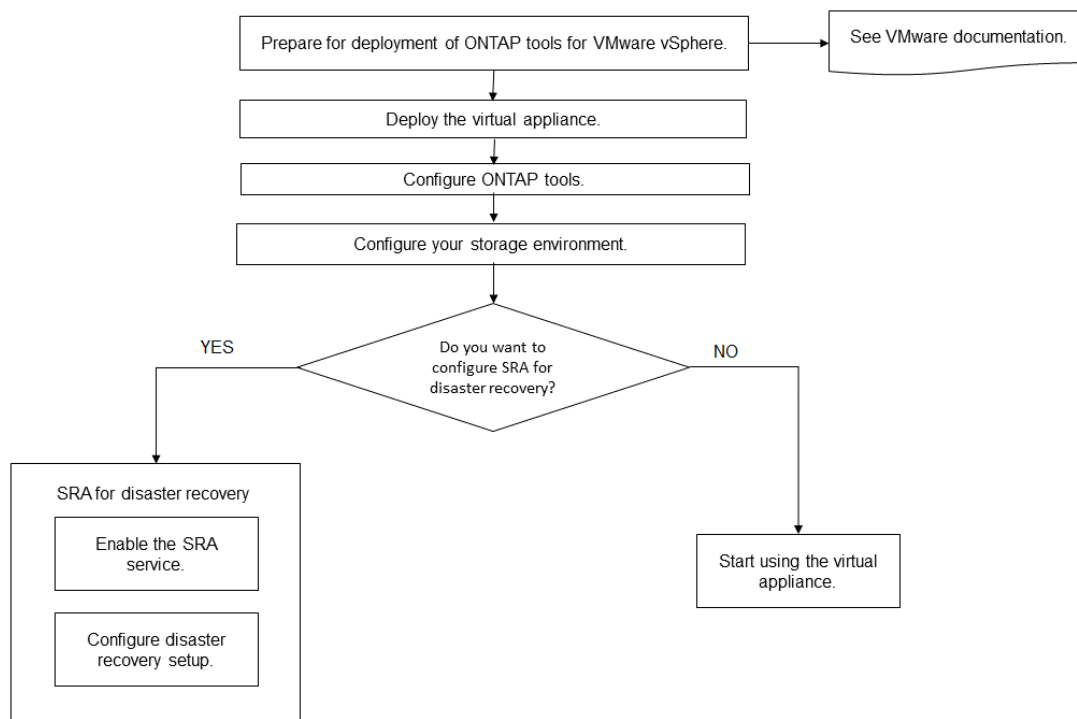 Prepare for deployment of ONTAP tools for VMware vSphere.
See VMware documentation.
Deploy the virtual appliance.
Configure ONTAP tools.
Configure your storage environment.
Do you want to
configure SRA for
disaster recovery?
YES
NO
SRA for disaster recovery
Enable the SRA
service.
Configure disaster
recovery setup.
Start using the virtual
appliance.